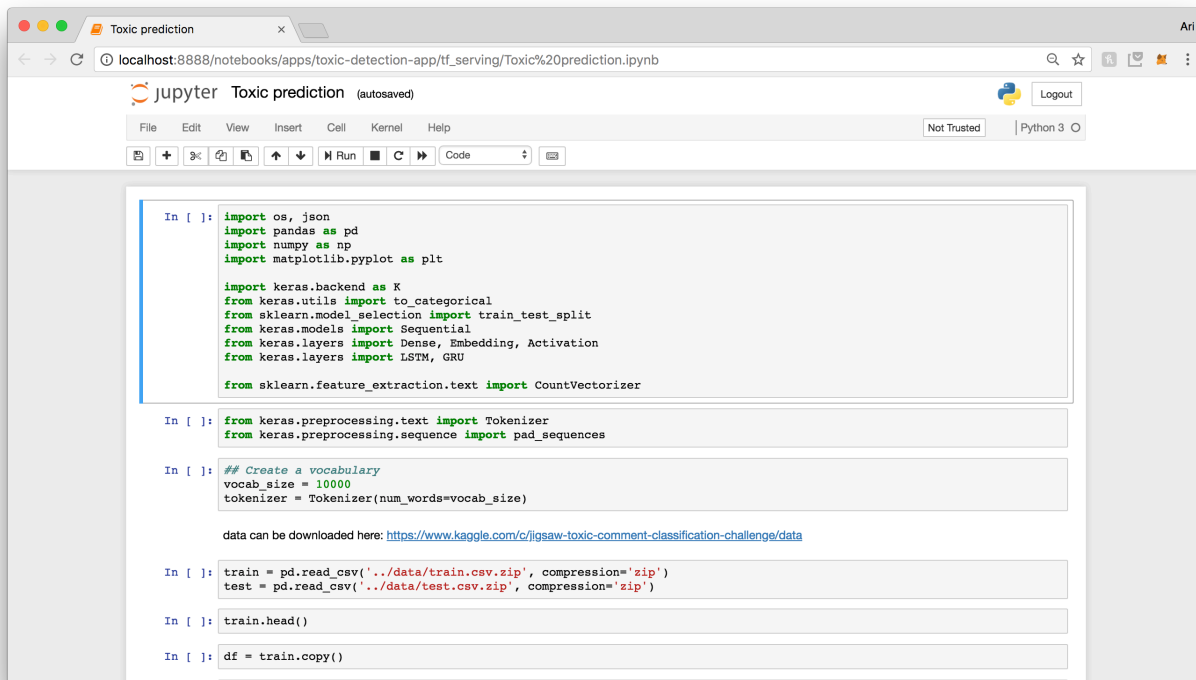 Toxic prediction
Ari
localhost:8888/notebooks/apps/toxic-detection-app/tf_serving/Toxic%20prediction.ipynb
jupyter Toxic prediction (autosaved)
Logout
File Edit View Insert Cell Kernel Help Not Trusted Python 3
Run Code
In [ ]: import os, json
import pandas as pd
import numpy as np
import matplotlib.pyplot as plt
import keras.backend as K
from keras.utils import to_categorical
from sklearn.model_selection import train_test_split
from keras.models import Sequential
from keras.layers import Dense, Embedding, Activation
from keras.layers import LSTM, GRU
from sklearn.feature_extraction.text import CountVectorizer
In [ ]: from keras.preprocessing.text import Tokenizer
from keras.preprocessing.sequence import pad_sequences
In [ ]: ## Create a vocabulary
vocab_size = 10000
tokenizer = Tokenizer(num_words=vocab_size)
data can be downloaded here: https://www.kaggle.com/c/jigsaw-toxic-comment-classification-challenge/data
In [ ]: train = pd.read_csv('../data/train.csv.zip', compression='zip')
test = pd.read_csv('../data/test.csv.zip', compression='zip')
In [ ]: train.head()
In [ ]: df = train.copy()